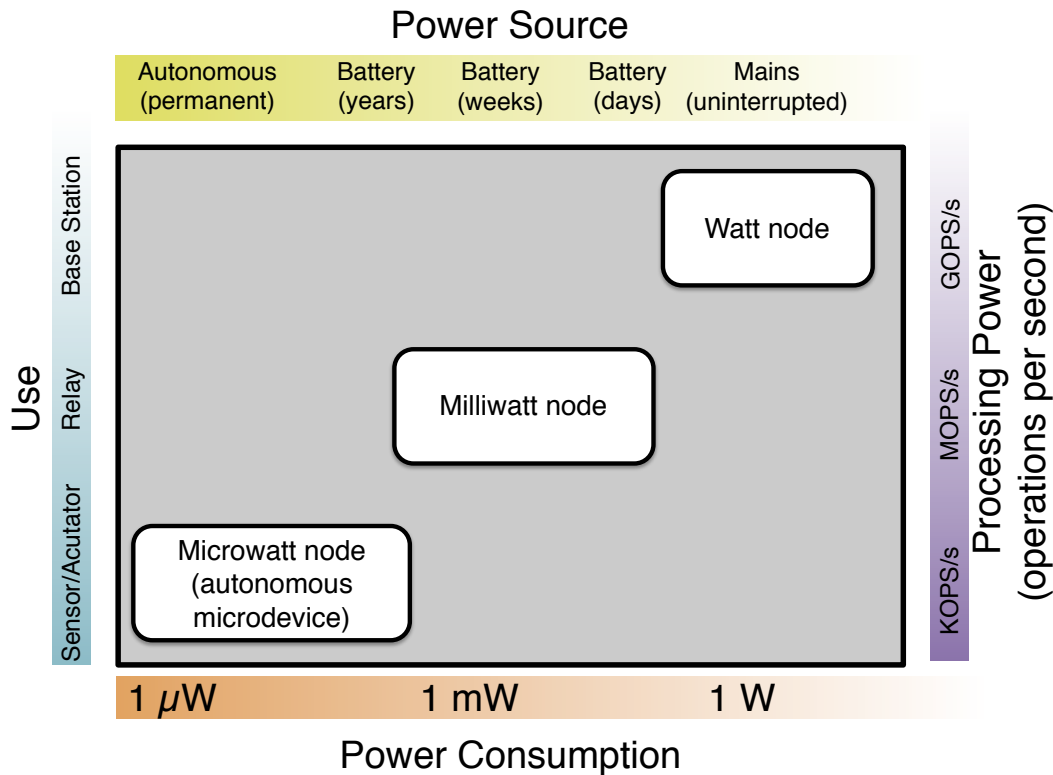 Power Source
Autonomous
(permanent)
Battery
(years)
Battery
(weeks)
Battery
(days)
Mains
(uninterrupted)
Use
Base Station
Relay
Sensor/Acutator
Watt node
Milliwatt node
Microwatt node
(autonomous
microdevice)
GOPS/s
MOPS/s
KOPS/s
Processing Power
(operations per second)
1 µW
1 mW
1 W
Power Consumption